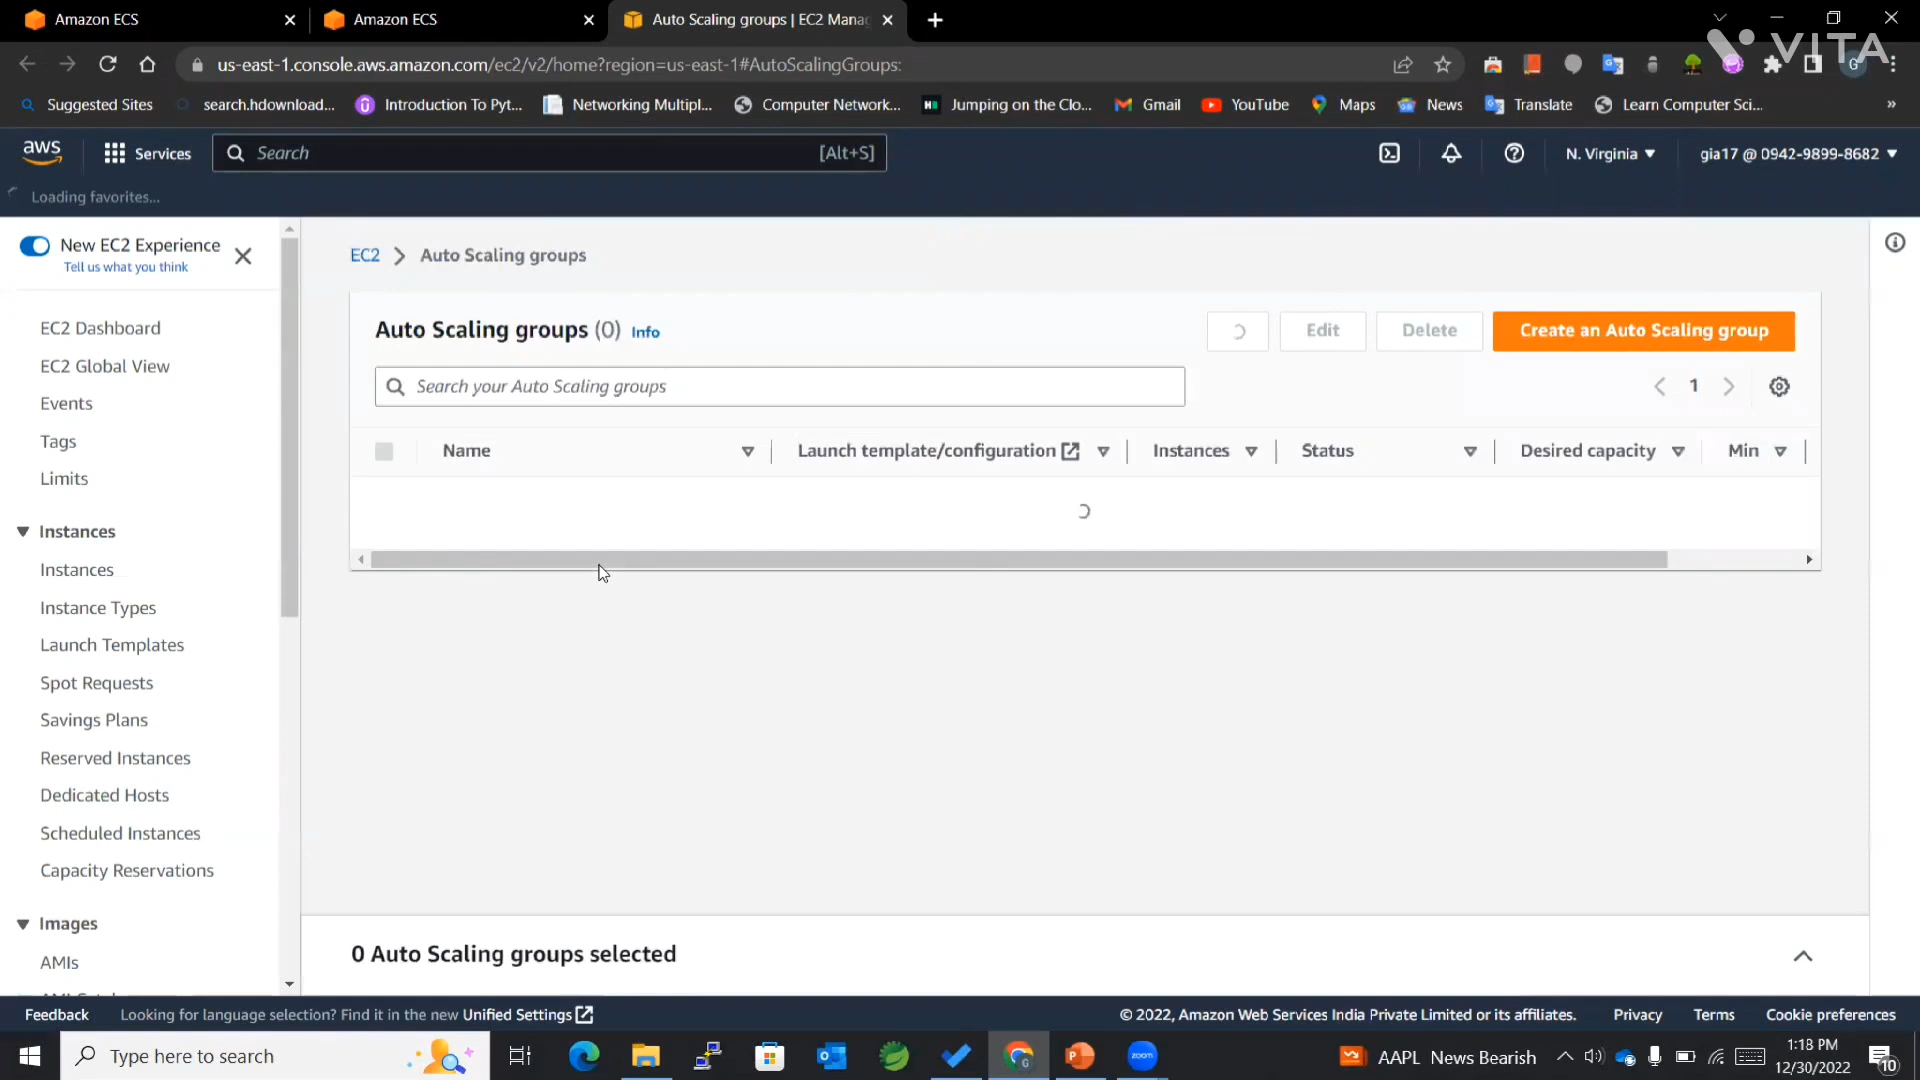 Amazon ECS
Amazon ECS
Auto Scaling groups | EC2 Mana
VITA
us-east-1.console.aws.amazon.com/ec2/v2/home?region=us-east-1#AutoScalingGroups:
G
Suggested Sites
search.hdownload...
Introduction To Pyt...
Networking Multipl...
Computer Network...
Jumping on the Clo...
Gmail
YouTube
Maps
News
Translate
Learn Computer Sci...
»
aws
Services
Search
[Alt+S]
N. Virginia
gia17 @ 0942-9899-8682
Loading favorites...
New EC2 Experience
Tell us what you think
EC2 Dashboard
EC2 Global View
Events
Tags
Limits
Instances
Instances
Instance Types
Launch Templates
Spot Requests
Savings Plans
Reserved Instances
Dedicated Hosts
Scheduled Instances
Capacity Reservations
Images
AMIs
EC2 > Auto Scaling groups
Auto Scaling groups (0) Info
Edit
Delete
Create an Auto Scaling group
Search your Auto Scaling groups
1
Name
Launch template/configuration
Instances
Status
Desired capacity
Min
0 Auto Scaling groups selected
Feedback
Looking for language selection? Find it in the new Unified Settings
© 2022, Amazon Web Services India Private Limited or its affiliates.
Privacy
Terms
Cookie preferences
Type here to search
zoom
AAPL News Bearish
1:18 PM
12/30/2022
10